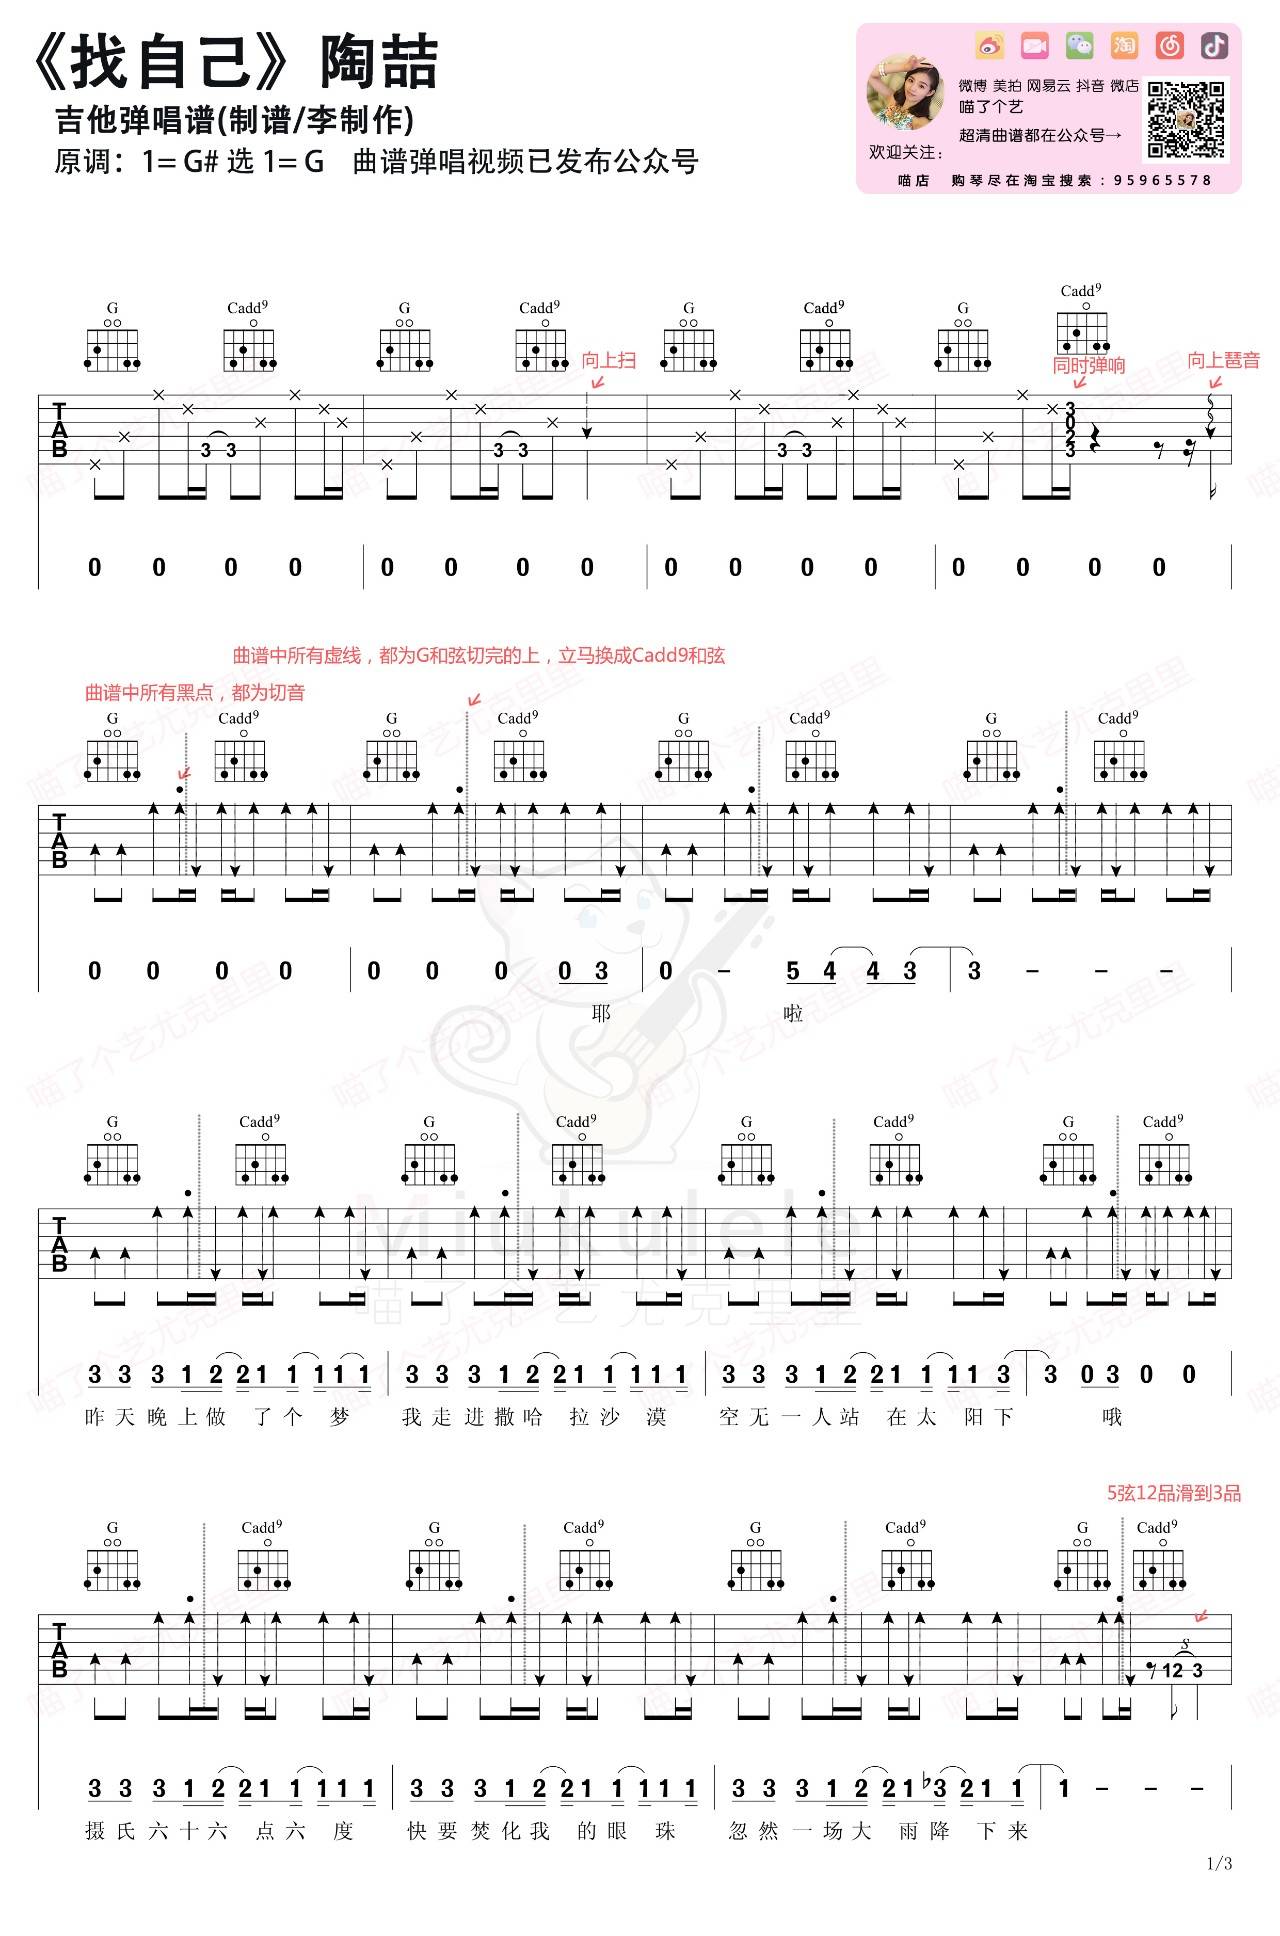 《找自己》陶喆
吉他弹唱谱(制谱/李制作)
原调：1= G# 选 1= G 曲谱弹唱视频已发布公众号
微博 美拍 网易云 抖音 微店
喵了个艺
超清曲谱都在公众号→
欢迎关注：
喵店 购琴尽在淘宝搜索：95965578
G Cadd9 G Cadd9 G Cadd9 G Cadd9
向上扫 同时弹响 向上琶音
T
A
B
3 3 3 3 3 3
3
0
2
3
0 0 0 0 0 0 0 0 0 0 0 0 0 0 0 0
曲谱中所有虚线，都为G和弦切完的上，立马换成Cadd9和弦
曲谱中所有黑点，都为切音
G Cadd9 G Cadd9 G Cadd9 G Cadd9
T
A
B
0 0 0 0 0 0 0 0 3 0 - 5 4 4 3 3 - - -
耶 啦
G Cadd9 G Cadd9 G Cadd9 G Cadd9
T
A
B
3 3 3 1 2 2 1 1 1 1 1 3 3 3 1 2 2 1 1 1 1 1 3 3 3 1 2 2 1 1 1 1 3 3 0 3 0 0
昨天晚上做 了个 梦 我走进撒哈 拉沙 漠 空无一人站 在太 阳下 哦
5弦12品滑到3品
G Cadd9 G Cadd9 G Cadd9 G Cadd9
T
A
B
S
12 3
3 3 3 1 2 2 1 1 1 1 1 3 3 3 1 2 2 1 1 1 1 1 3 3 3 1 2 2 1 ♭3 2 1 1 1 - - -
摄氏六十六 点六 度 快要焚化我 的眼 珠 忽然一场大 雨降 下来
1/3
Miukulele
喵了个艺 尤克里里